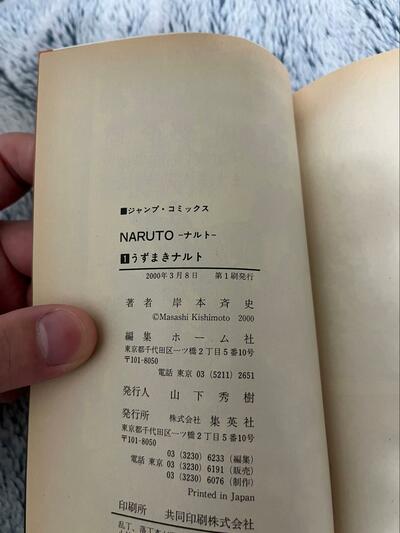 ■ジャンプ・コミックス
NARUTO -ナルト-
1 うずまきナルト
2000年3月8日 第1刷発行
著者 岸本斉史
©Masashi Kishimoto 2000
編集 ホーム社
東京都千代田区一ツ橋2丁目5番10号
〒101-8050
電話 東京 03 (5211) 2651
発行人 山下秀樹
発行所 株式会社 集英社
東京都千代田区一ツ橋2丁目5番10号
〒101-8050
03 (3230) 6233 (編集)
電話 東京 03 (3230) 6191 (販売)
03 (3230) 6076 (制作)
Printed in Japan
印刷所 共同印刷株式会社
乱丁、落丁本